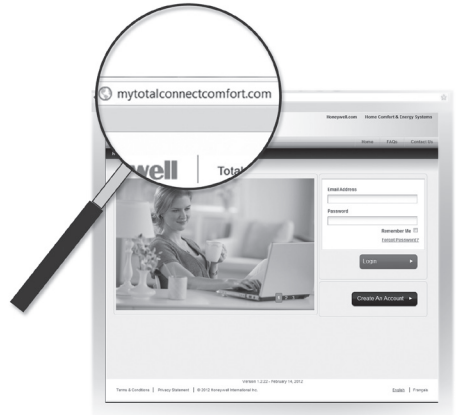 mytotalconnectcomfort.com
Honeywell.com Home Comfort & Energy Systems
Home FAQs Contact Us
well Total
Email Address
Password
Remember Me
Forgot Password?
Login
Create An Account
Version 1.2.22 - February 14, 2012
Terms & Conditions | Privacy Statement | © 2012 Honeywell International Inc.
English | Français